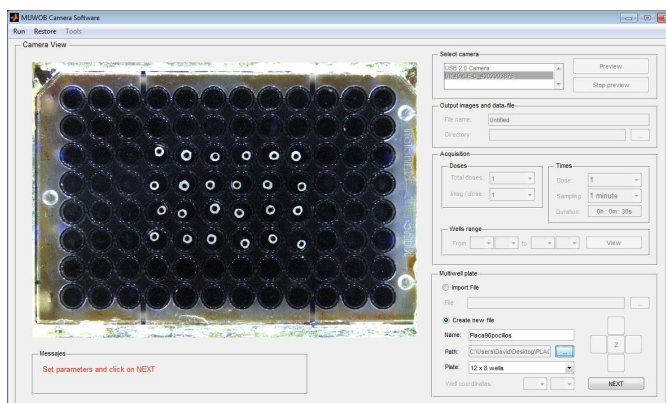 MUWOB Camera Software
Run Restore Tools
Camera View
Select camera
USB 2.0 Camera
Preview
Stop preview
Output images and data-file
File name: Untitled
Directory: ...
Acquisition
Doses
Total doses: 1
Imag / dose: 1
Times
Dose: 1
Sampling: 1 minute
Duration: 0h : 0m : 30s
Wells range
From to View
Multiwell plate
Import File
File: ...
Create new file
Name: Placa96pocillos
Path: C:\Users\David\Desktop\PLAC ...
Plate: 12 x 8 wells
Well coordinates:
Z
NEXT
Messajes
Set parameters and click on NEXT